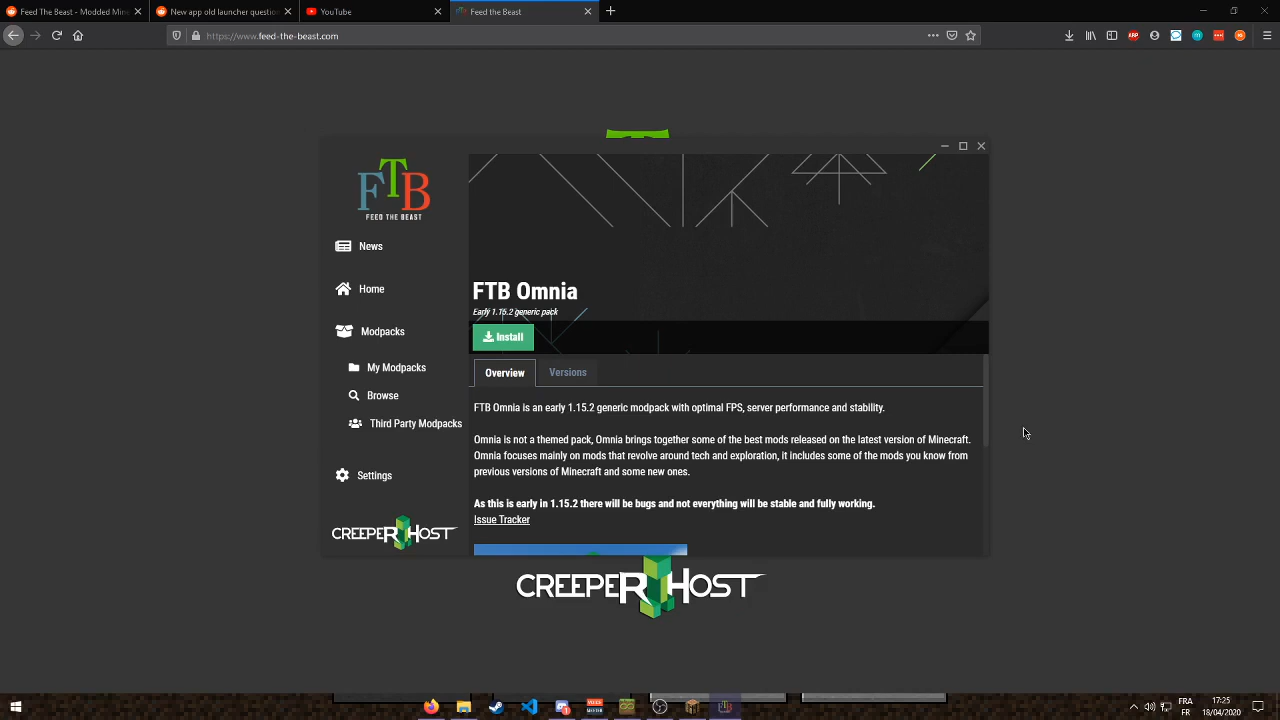 Feed The Beast - Modded Mine
New app old launcher questio
YouTube
Feed the Beast
https://www.feed-the-beast.com
FTB
FEED THE BEAST
News
Home
Modpacks
My Modpacks
Browse
Third Party Modpacks
Settings
CREEPERHOST
FTB Omnia
Early 1.15.2 generic pack
Install
Overview
Versions
FTB Omnia is an early 1.15.2 generic modpack with optimal FPS, server performance and stability.
Omnia is not a themed pack, Omnia brings together some of the best mods released on the latest version of Minecraft.
Omnia focuses mainly on mods that revolve around tech and exploration, it includes some of the mods you know from
previous versions of Minecraft and some new ones.
As this is early in 1.15.2 there will be bugs and not everything will be stable and fully working.
Issue Tracker
CREEPERHOST
FRA
FR
17:25
18/04/2020